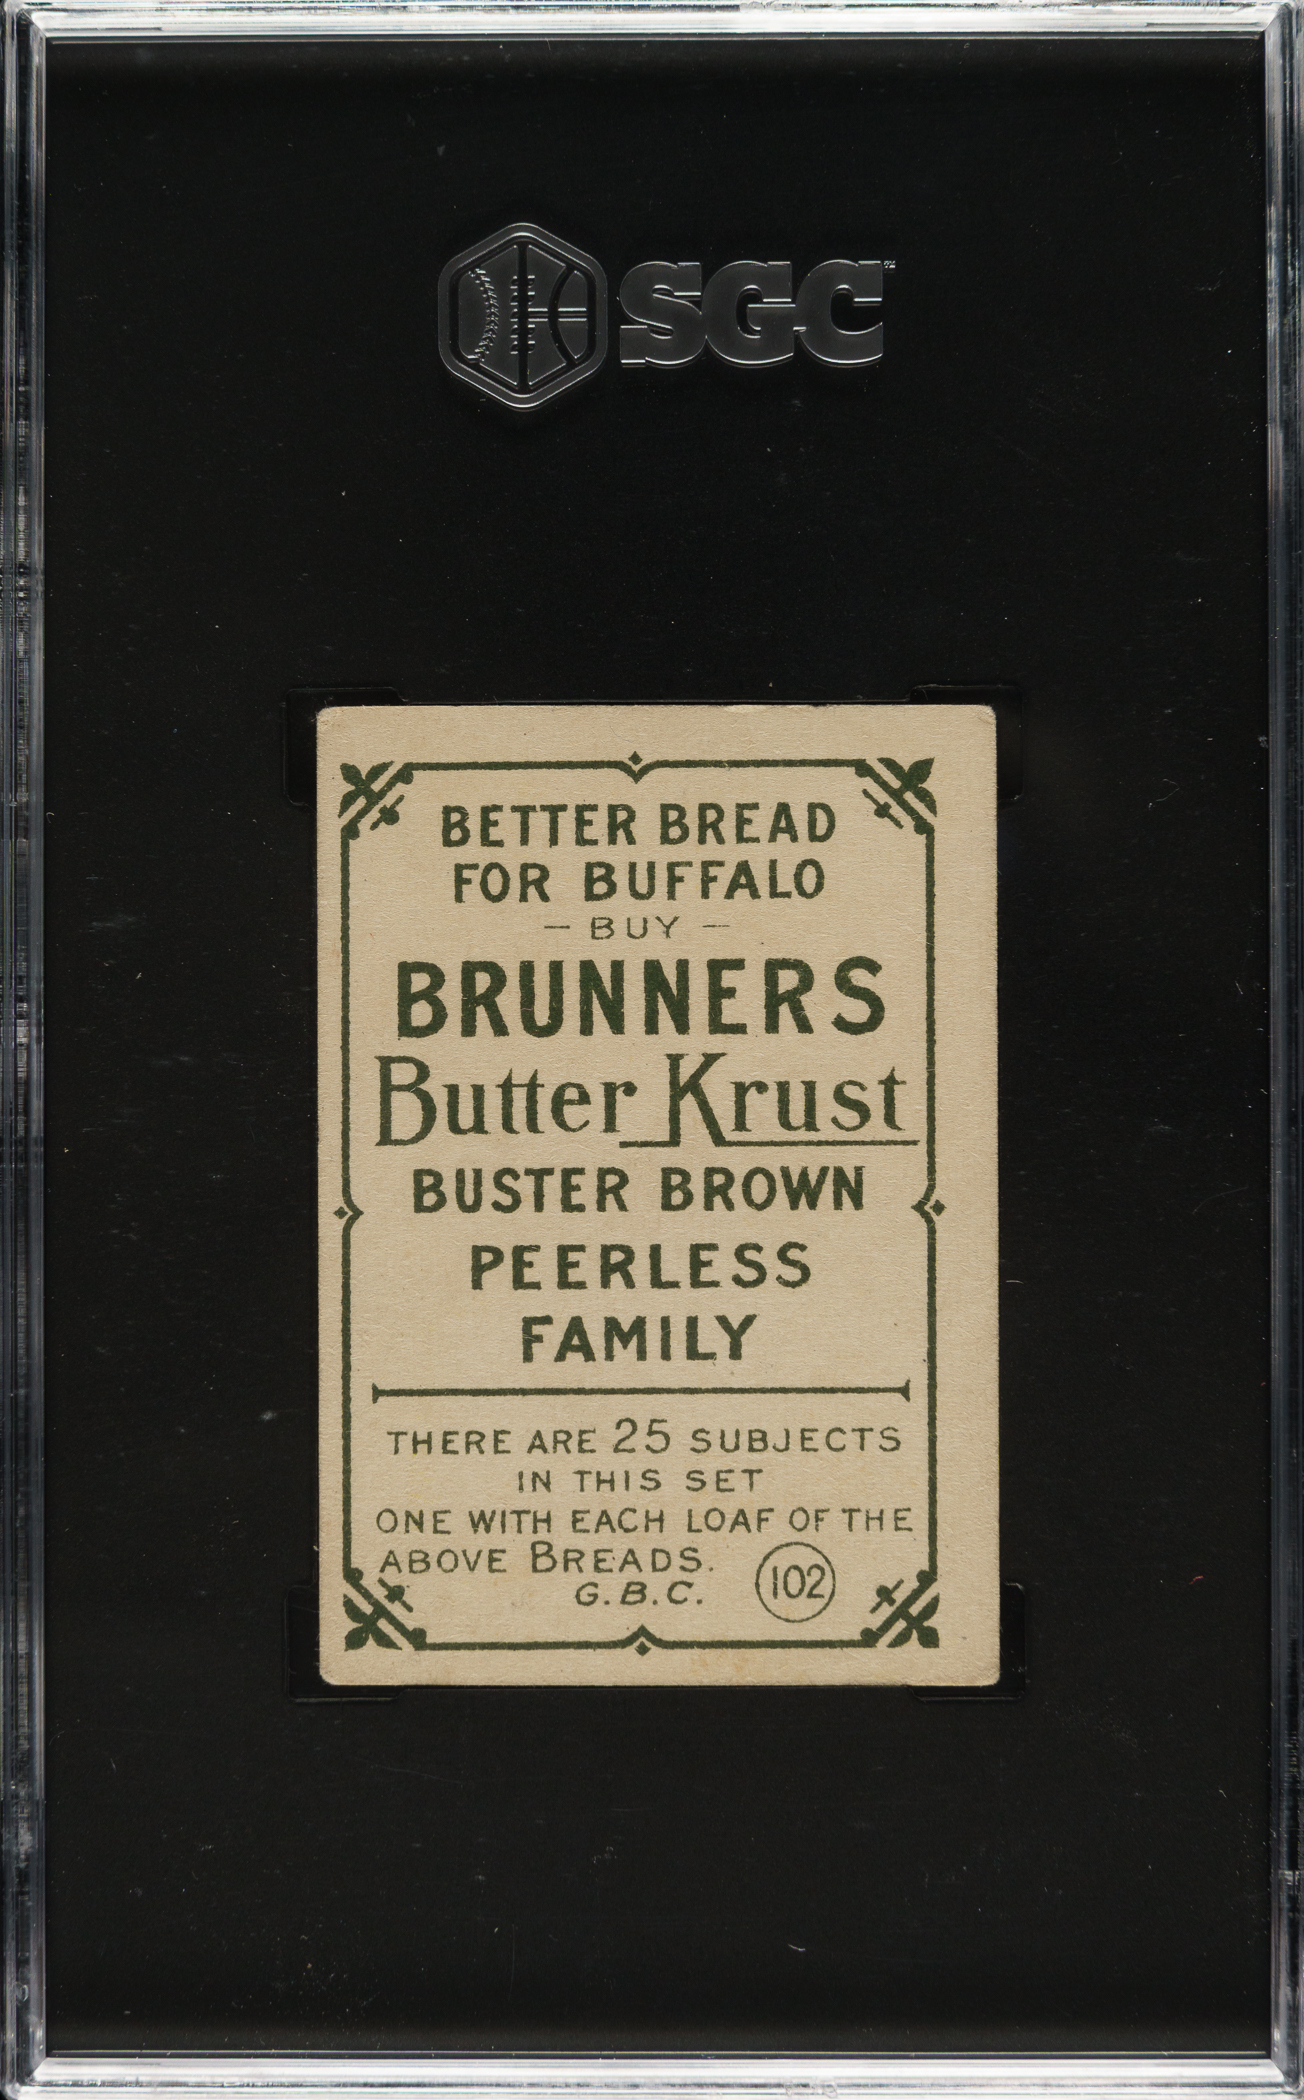 SGC™
BETTER BREAD
FOR BUFFALO
– BUY –
BRUNNERS
Butter Krust
BUSTER BROWN
PEERLESS
FAMILY
THERE ARE 25 SUBJECTS
IN THIS SET
ONE WITH EACH LOAF OF THE
ABOVE BREADS.
G.B.C. 102